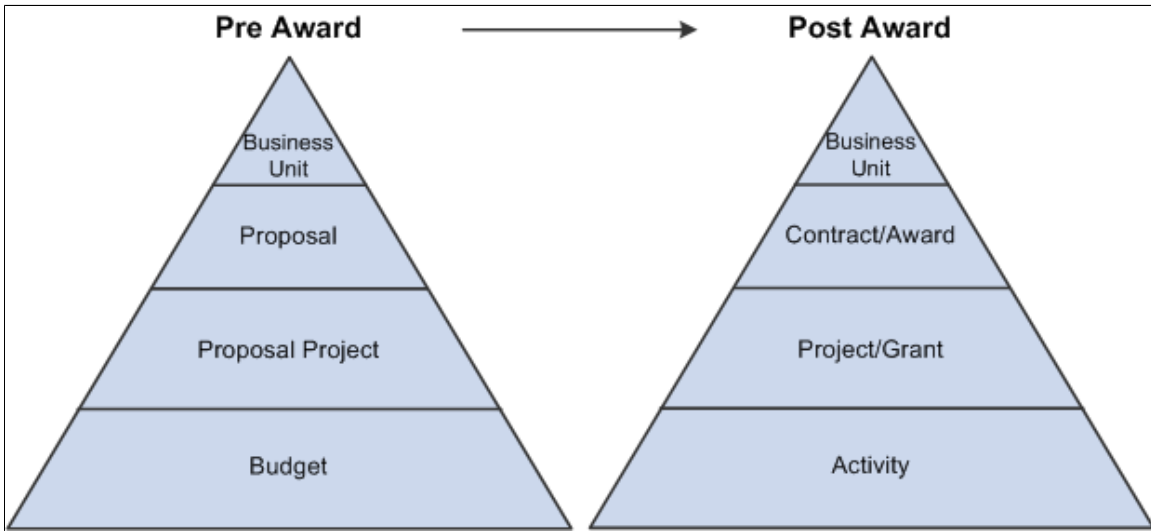 Pre Award
Post Award
Business
Unit
Proposal
Proposal Project
Budget
Business
Unit
Contract/Award
Project/Grant
Activity